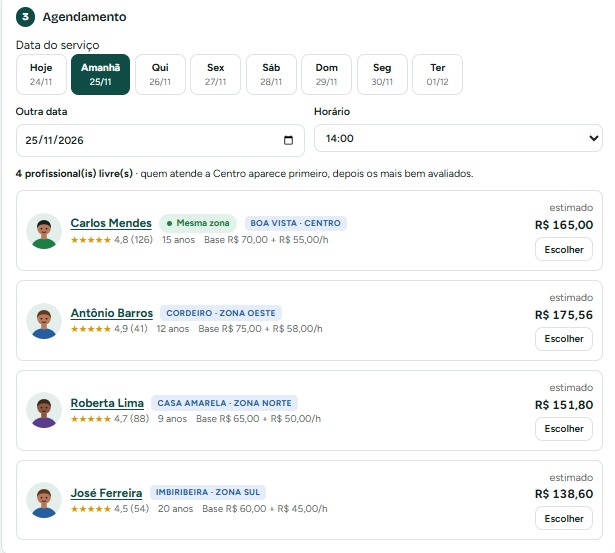 3 Agendamento
Data do serviço
Hoje Amanhã Qui Sex Sáb Dom Seg Ter
24/11 25/11 26/11 27/11 28/11 29/11 30/11 01/12
Outra data Horário
25/11/2026 14:00
4 profissional(is) livre(s) · quem atende a Centro aparece primeiro, depois os mais bem avaliados.
estimado
Carlos Mendes Mesma zona BOA VISTA · CENTRO R$ 165,00
★★★★★ 4,8 (126) 15 anos Base R$ 70,00 + R$ 55,00/h
Escolher
estimado
Antônio Barros CORDEIRO · ZONA OESTE R$ 175,56
★★★★★ 4,9 (41) 12 anos Base R$ 75,00 + R$ 58,00/h
Escolher
estimado
Roberta Lima CASA AMARELA · ZONA NORTE R$ 151,80
★★★★★ 4,7 (88) 9 anos Base R$ 65,00 + R$ 50,00/h
Escolher
estimado
José Ferreira IMBIRIBEIRA · ZONA SUL R$ 138,60
★★★★★ 4,5 (54) 20 anos Base R$ 60,00 + R$ 45,00/h
Escolher